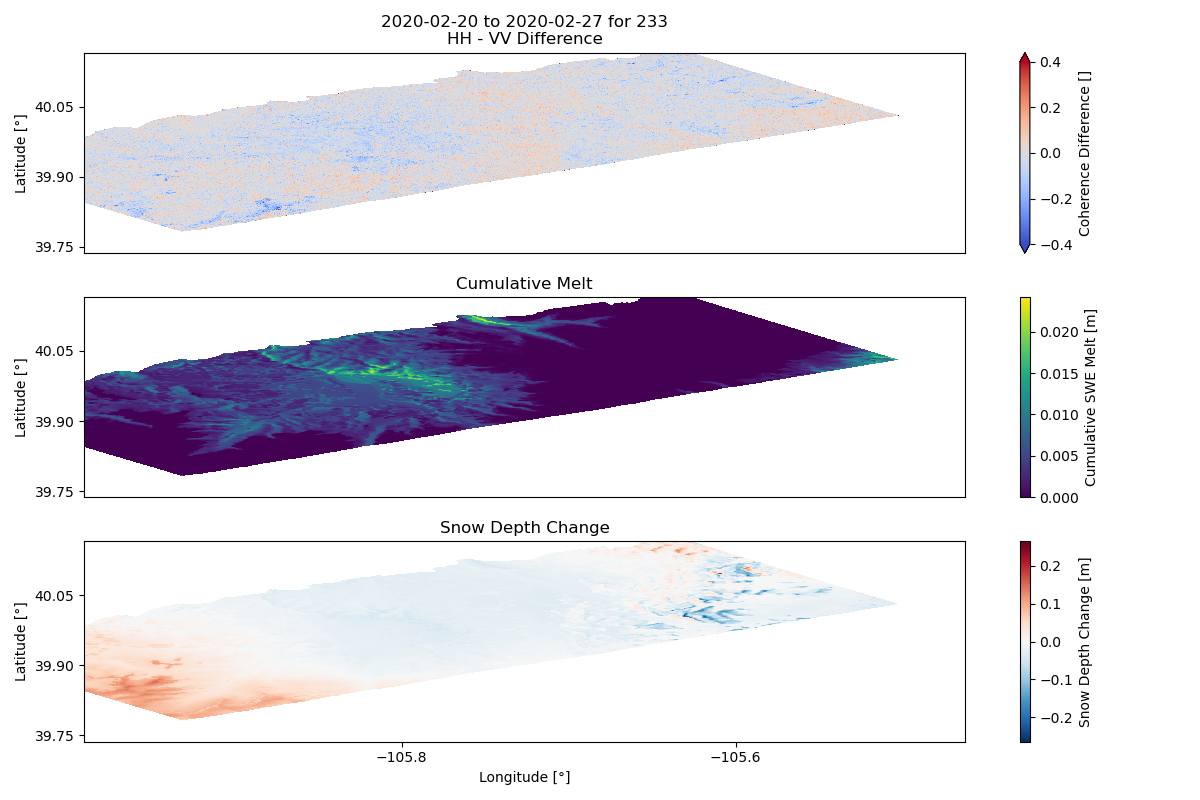 2020-02-20 to 2020-02-27 for 233
HH - VV Difference
Latitude [°]
40.05
39.90
39.75
0.4
0.2
0.0
−0.2
−0.4
Coherence Difference []
Cumulative Melt
Latitude [°]
40.05
39.90
39.75
0.020
0.015
0.010
0.005
0.000
Cumulative SWE Melt [m]
Snow Depth Change
Latitude [°]
40.05
39.90
39.75
−105.8
−105.6
Longitude [°]
0.2
0.1
0.0
−0.1
−0.2
Snow Depth Change [m]